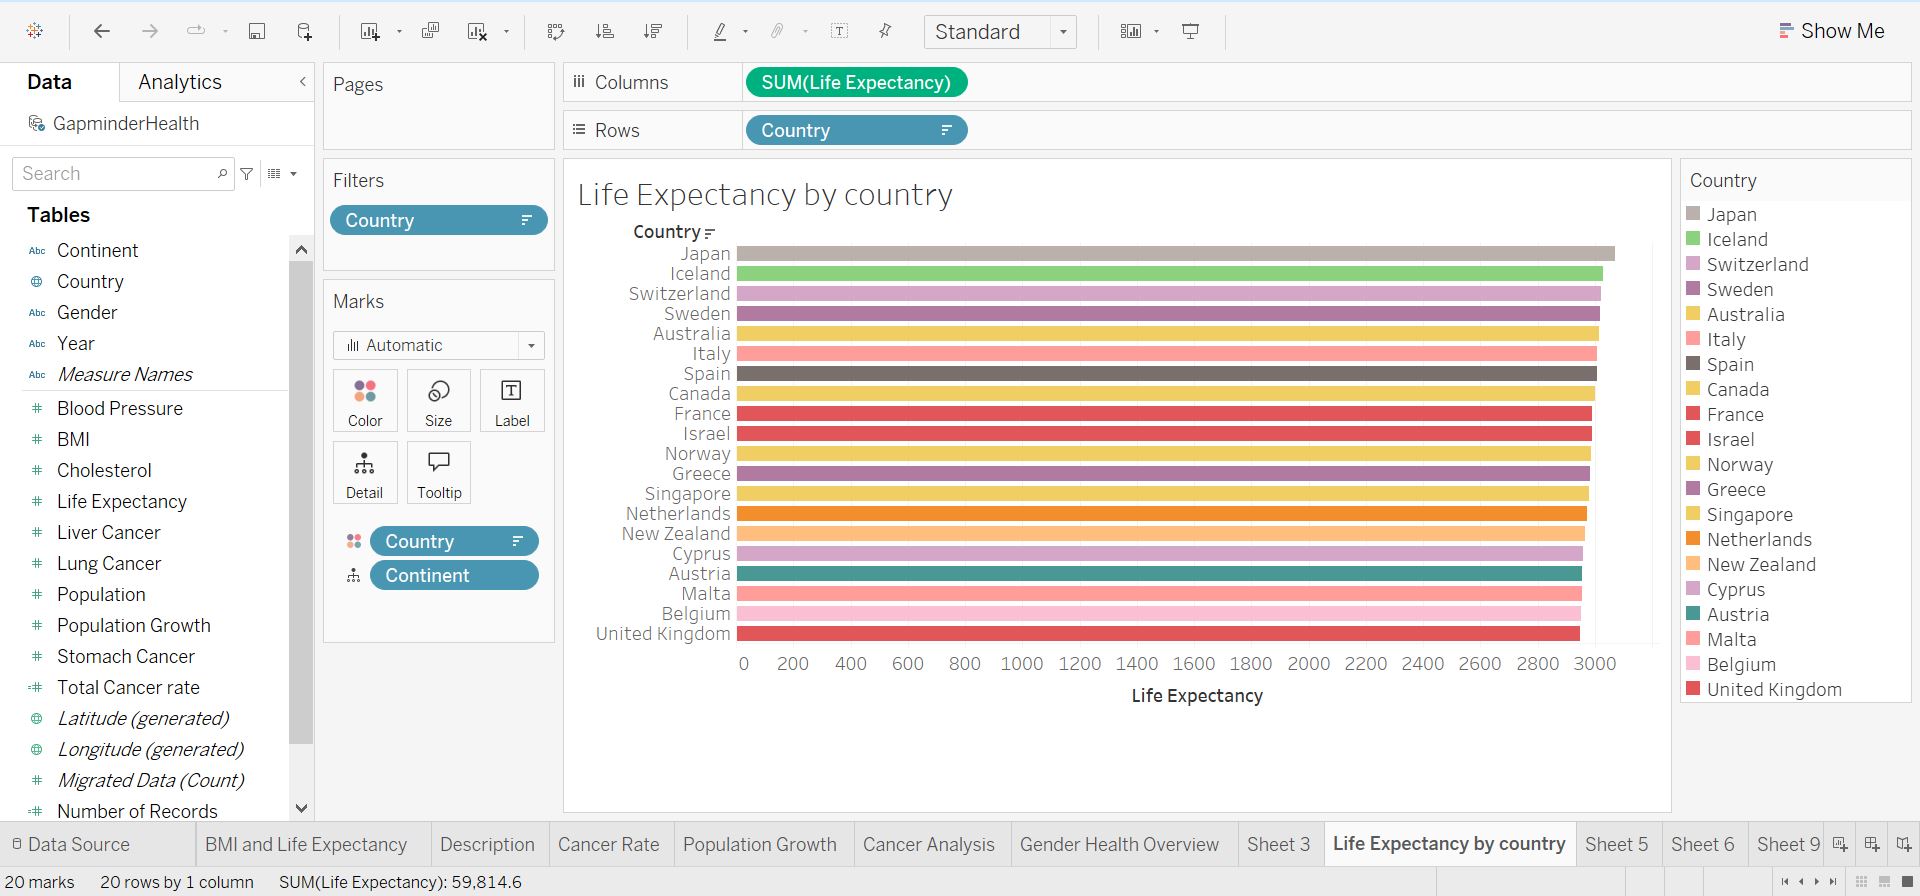 Standard
Show Me
Data
Analytics
GapminderHealth
Search
Tables
Abc Continent
Country
Abc Gender
Abc Year
Abc Measure Names
# Blood Pressure
# BMI
# Cholesterol
# Life Expectancy
# Liver Cancer
# Lung Cancer
# Population
# Population Growth
# Stomach Cancer
=# Total Cancer rate
Latitude (generated)
Longitude (generated)
# Migrated Data (Count)
=# Number of Records
Pages
Filters
Country
Marks
Automatic
Color
Size
T
Label
Detail
Tooltip
Country
Continent
Columns
SUM(Life Expectancy)
Rows
Country
Life Expectancy by country
Country
Japan
Iceland
Switzerland
Sweden
Australia
Italy
Spain
Canada
France
Israel
Norway
Greece
Singapore
Netherlands
New Zealand
Cyprus
Austria
Malta
Belgium
United Kingdom
0 200 400 600 800 1000 1200 1400 1600 1800 2000 2200 2400 2600 2800 3000
Life Expectancy
Country
Japan
Iceland
Switzerland
Sweden
Australia
Italy
Spain
Canada
France
Israel
Norway
Greece
Singapore
Netherlands
New Zealand
Cyprus
Austria
Malta
Belgium
United Kingdom
Data Source
BMI and Life Expectancy
Description
Cancer Rate
Population Growth
Cancer Analysis
Gender Health Overview
Sheet 3
Life Expectancy by country
Sheet 5
Sheet 6
Sheet 9
20 marks
20 rows by 1 column
SUM(Life Expectancy): 59,814.6